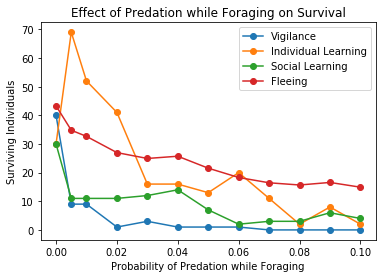 Effect of Predation while Foraging on Survival
70
60
50
40
30
20
10
0
Surviving Individuals
Vigilance
Individual Learning
Social Learning
Fleeing
0.00 0.02 0.04 0.06 0.08 0.10
Probability of Predation while Foraging